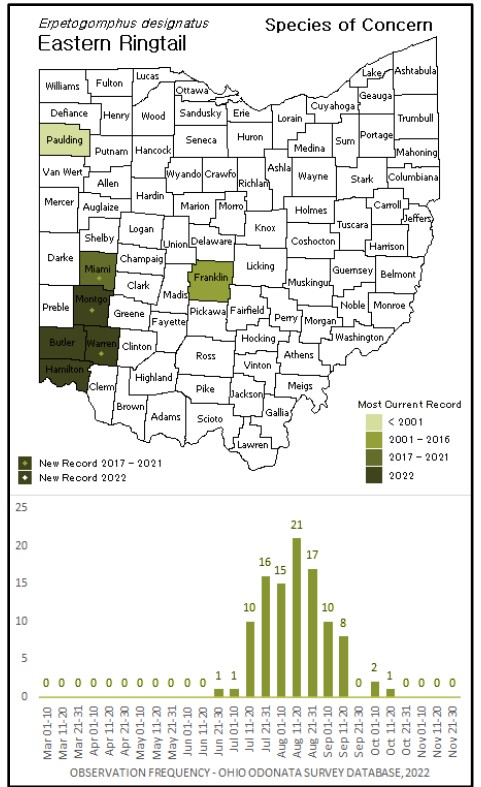 Erpetogomphus designatus
Eastern Ringtail
Species of Concern
Williams
Fulton
Lucas
Ottawa
Lake
Ashtabula
Geauga
Cuyahoga
Defiance
Henry
Wood
Sandusky
Erie
Lorain
Trumbull
Paulding
Putnam
Hancock
Seneca
Huron
Medina
Sum
Portage
Mahoning
Van Wert
Allen
Wyando
Crawfo
Richlan
Ashla
Wayne
Stark
Columbiana
Mercer
Auglaize
Hardin
Marion
Morro
Holmes
Carroll
Jeffers
Tuscara
Shelby
Logan
Union
Delaware
Knox
Coshocton
Harrison
Darke
Miami
Champaig
Franklin
Licking
Muskingu
Guernsey
Belmont
Clark
Madis
Preble
Montgo
Greene
Fayette
Pickawa
Fairfield
Perry
Morgan
Noble
Monroe
Washington
Butler
Warren
Clinton
Ross
Hocking
Athens
Vinton
Hamilton
Clerm
Highland
Pike
Jackson
Meigs
Brown
Adams
Scioto
Gallia
Lawren
Most Current Record
< 2001
2001 - 2016
2017 - 2021
2022
New Record 2017 - 2021
New Record 2022
25
20
15
10
5
0
0 0 0 0 0 0 0 0 0 0 1 1 10 16 15 21 17 10 8 0 2 1 0 0 0 0
Mar 01-10
Mar 11-20
Mar 21-31
Apr 01-10
Apr 11-20
Apr 21-30
May 01-10
May 11-20
May 21-31
Jun 01-10
Jun 11-20
Jun 21-30
Jul 01-10
Jul 11-20
Jul 21-31
Aug 01-10
Aug 11-20
Aug 21-31
Sep 01-10
Sep 11-20
Sep 21-30
Oct 01-10
Oct 11-20
Oct 21-31
Nov 01-10
Nov 11-20
Nov 21-30
OBSERVATION FREQUENCY - OHIO ODONATA SURVEY DATABASE, 2022